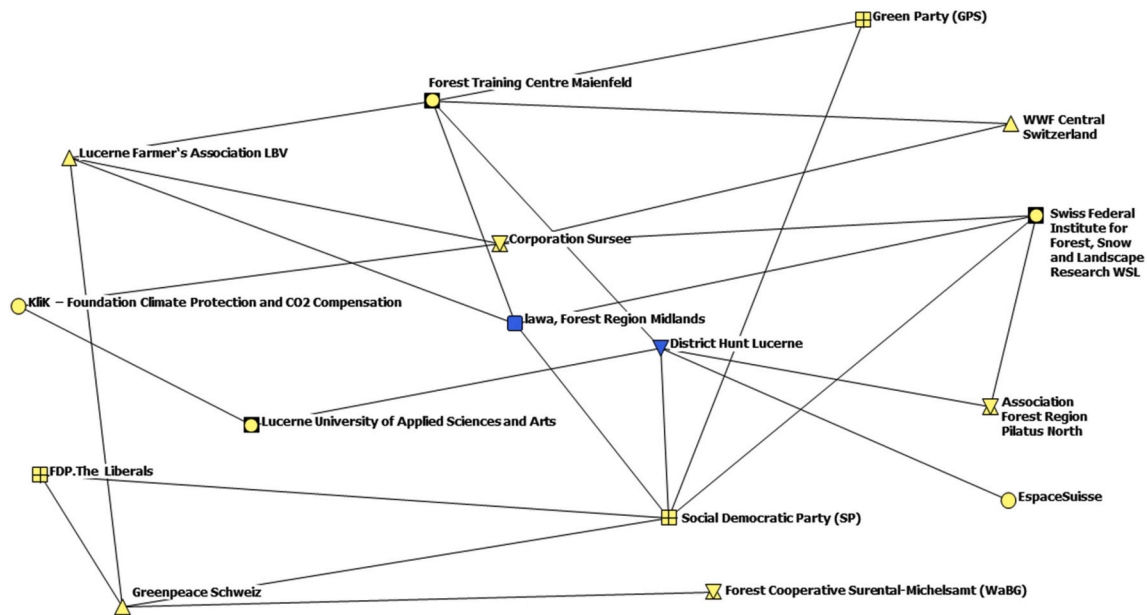 Green Party (GPS)
Forest Training Centre Maienfeld
WWF Central
Switzerland
Lucerne Farmer‘s Association LBV
Swiss Federal
Institute for
Forest, Snow
and Landscape
Research WSL
Corporation Sursee
KliK – Foundation Climate Protection and CO2 Compensation
lawa, Forest Region Midlands
District Hunt Lucerne
Association
Forest Region
Pilatus North
Lucerne University of Applied Sciences and Arts
FDP.The Liberals
EspaceSuisse
Social Democratic Party (SP)
Greenpeace Schweiz
Forest Cooperative Surental-Michelsamt (WaBG)